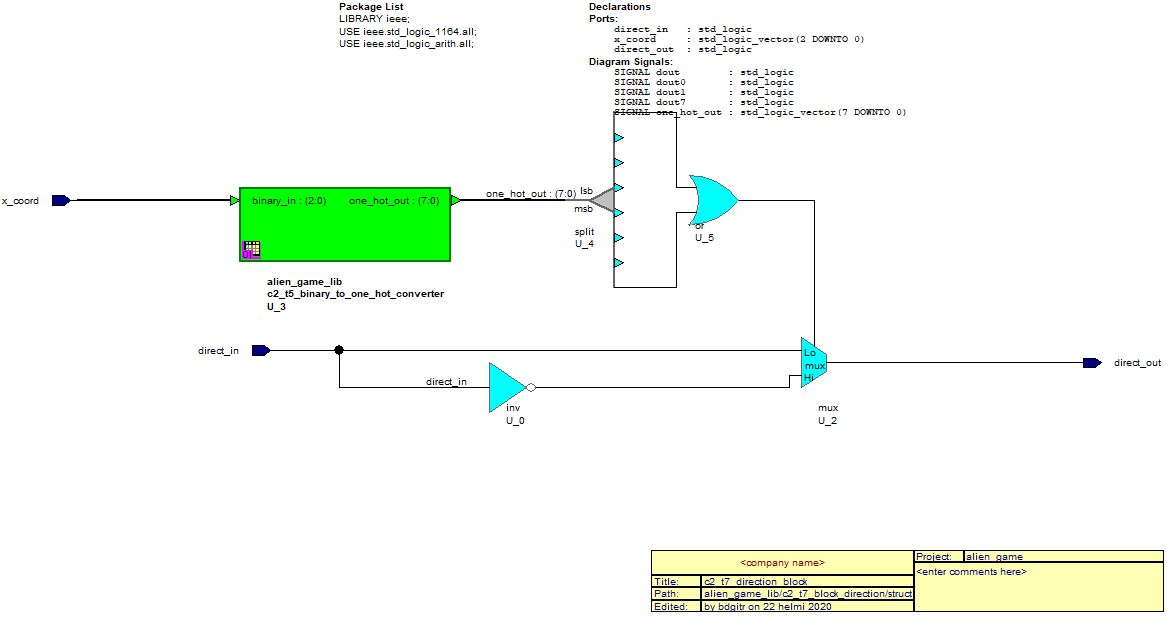 Package List
LIBRARY ieee;
USE ieee.std_logic_1164.all;
USE ieee.std_logic_arith.all;
Declarations
Ports:
direct_in : std_logic
x_coord : std_logic_vector(2 DOWNTO 0)
direct_out : std_logic
Diagram Signals:
SIGNAL dout : std_logic
SIGNAL dout0 : std_logic
SIGNAL dout1 : std_logic
SIGNAL dout7 : std_logic
SIGNAL one_hot_out : std_logic_vector(7 DOWNTO 0)
x_coord
binary_in : (2:0) one_hot_out : (7:0)
01
one_hot_out : (7:0)
lsb
msb
split
U_4
or
U_5
alien_game_lib
c2_t5_binary_to_one_hot_converter
U_3
direct_in
direct_in
inv
U_0
Lo
mux
Hi
mux
U_2
direct_out
<company name>
Title: c2_t7_direction_block
Path: alien_game_lib/c2_t7_block_direction/struct
Edited: by bdgitr on 22 helmi 2020
Project: alien_game
<enter comments here>